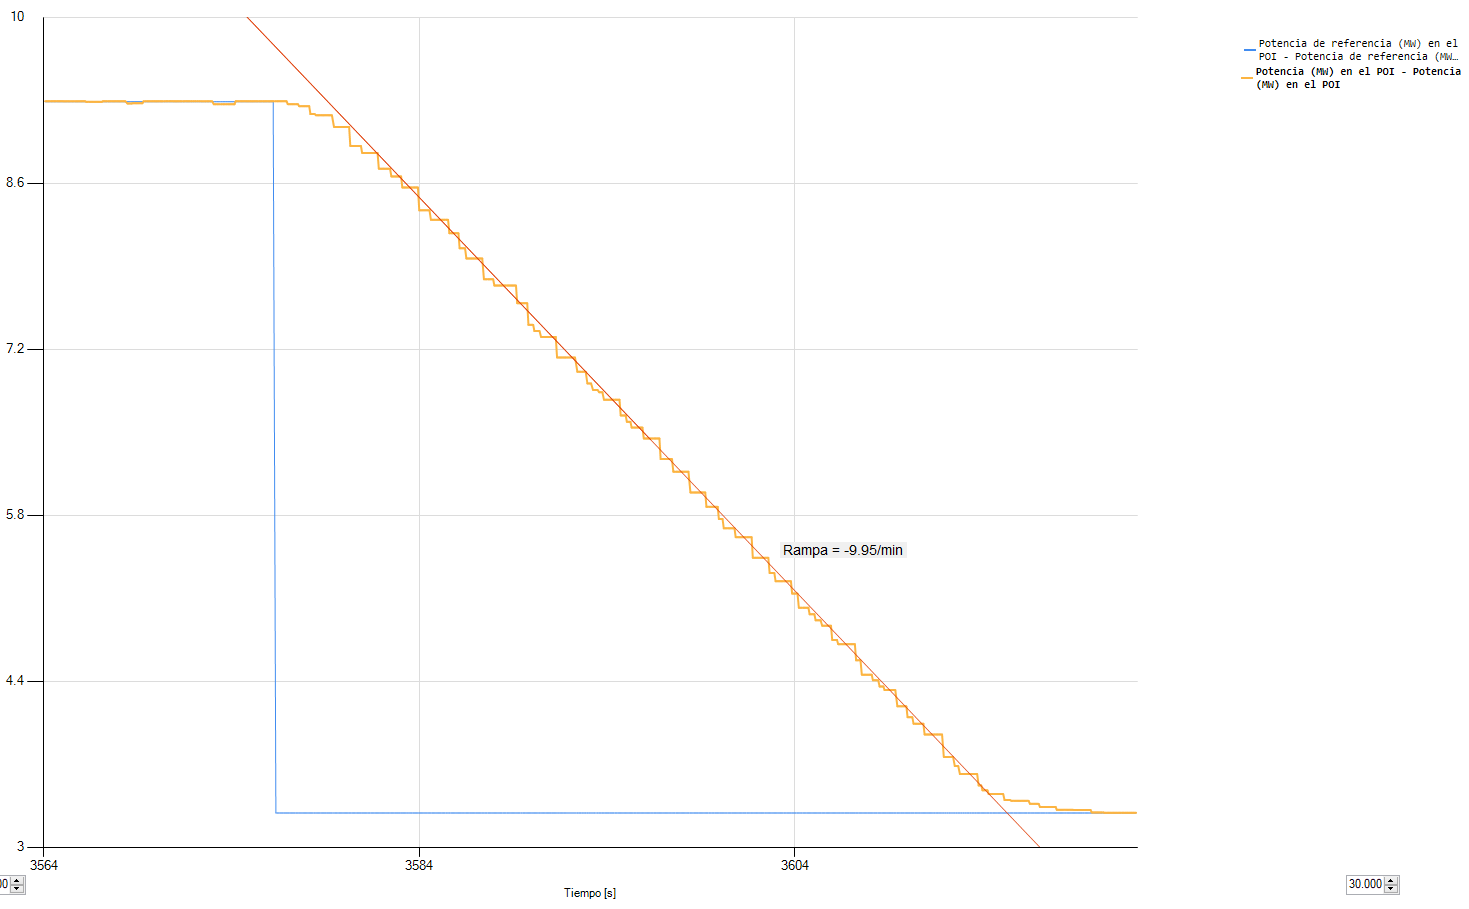 10
8.6
7.2
5.8
4.4
3
3564
3584
3604
Tiempo [s]
Rampa = -9.95/min
Potencia de referencia (MW) en el
POI - Potencia de referencia (MW…
Potencia (MW) en el POI - Potencia
(MW) en el POI
30.000